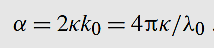 α = 2κk₀ = 4πκ/λ₀